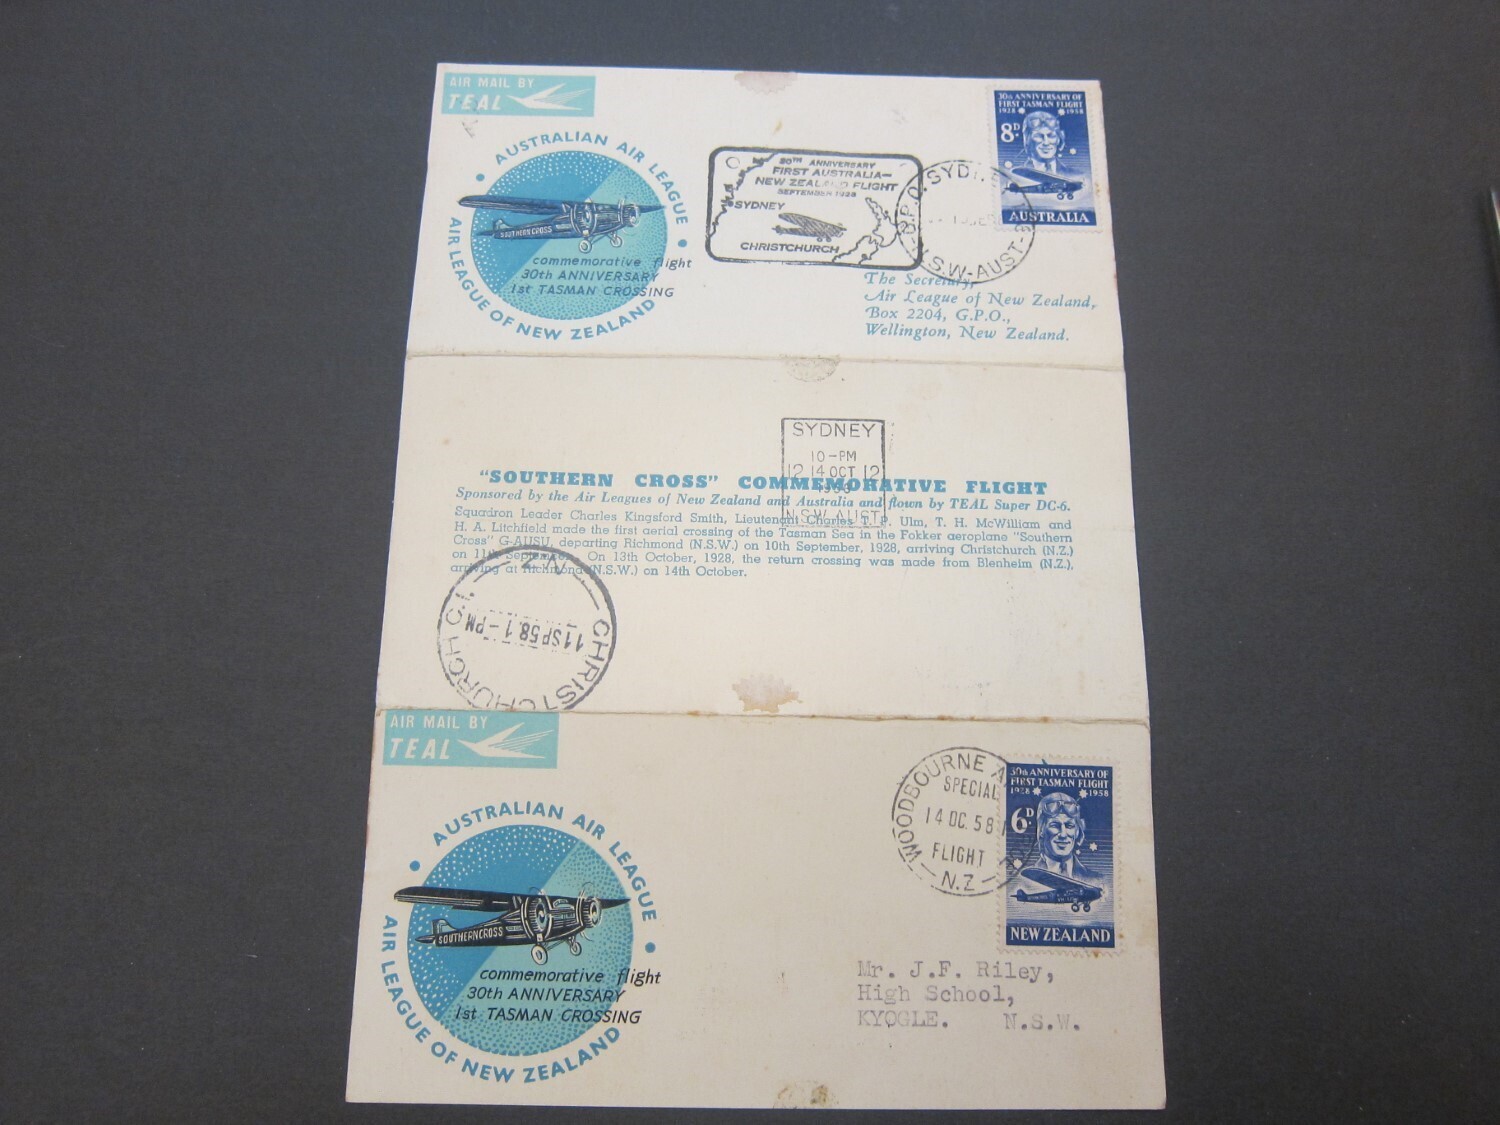 AIR MAIL BY
TEAL
AUSTRALIAN AIR LEAGUE
SOUTHERN CROSS
commemorative flight
30th ANNIVERSARY
1st TASMAN CROSSING
AIR LEAGUE OF NEW ZEALAND
30TH ANNIVERSARY
FIRST AUSTRALIA-
NEW ZEALAND FLIGHT
SEPTEMBER 1928
SYDNEY
CHRISTCHURCH
G.P.O. SYDNEY
N.S.W-AUST-
30th ANNIVERSARY OF
FIRST TASMAN FLIGHT
1928 1958
8D
AUSTRALIA
The Secretary,
Air League of New Zealand,
Box 2204, G.P.O.,
Wellington, New Zealand.
SYDNEY
10-PM
12 14 OCT 12
N.S.W. AUST
"SOUTHERN CROSS" COMMEMORATIVE FLIGHT
Sponsored by the Air Leagues of New Zealand and Australia and flown by TEAL Super DC-6.
Squadron Leader Charles Kingsford Smith, Lieutenant Charles T. P. Ulm, T. H. McWilliam and
H. A. Litchfield made the first aerial crossing of the Tasman Sea in the Fokker aeroplane "Southern
Cross" G-AUSU, departing Richmond (N.S.W.) on 10th September, 1928, arriving Christchurch (N.Z.)
on 11th September. On 13th October, 1928, the return crossing was made from Blenheim (N.Z.),
arriving at Richmond (N.S.W.) on 14th October.
CHRISTCHURCH C.1.
N.Z
11 SP 58. 1-PM
AIR MAIL BY
TEAL
AUSTRALIAN AIR LEAGUE
SOUTHERN CROSS
commemorative flight
30th ANNIVERSARY
1st TASMAN CROSSING
AIR LEAGUE OF NEW ZEALAND
WOODBOURNE
SPECIAL
14 OC. 58
FLIGHT
N.Z
30th ANNIVERSARY OF
FIRST TASMAN FLIGHT
1928 1958
6D
NEW ZEALAND
Mr. J.F. Riley,
High School,
KYOGLE. N.S.W.